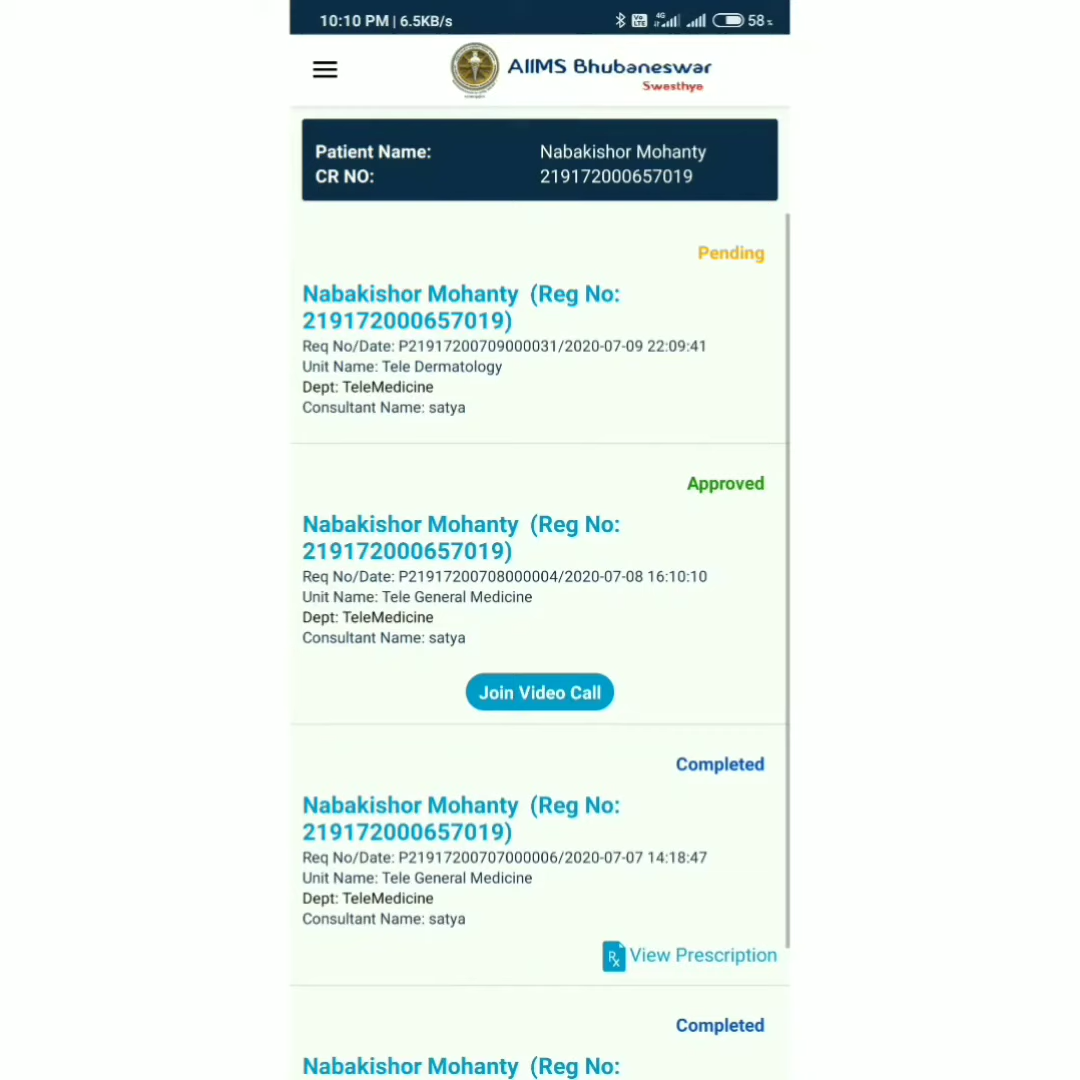 10:10 PM | 6.5KB/s
4G
58
AIIMS Bhubaneswar
Swesthya
Patient Name: Nabakishor Mohanty
CR NO: 219172000657019
Pending
Nabakishor Mohanty (Reg No:
219172000657019)
Req No/Date: P21917200709000031/2020-07-09 22:09:41
Unit Name: Tele Dermatology
Dept: TeleMedicine
Consultant Name: satya
Approved
Nabakishor Mohanty (Reg No:
219172000657019)
Req No/Date: P21917200708000004/2020-07-08 16:10:10
Unit Name: Tele General Medicine
Dept: TeleMedicine
Consultant Name: satya
Join Video Call
Completed
Nabakishor Mohanty (Reg No:
219172000657019)
Req No/Date: P21917200707000006/2020-07-07 14:18:47
Unit Name: Tele General Medicine
Dept: TeleMedicine
Consultant Name: satya
Rx View Prescription
Completed
Nabakishor Mohanty (Reg No: